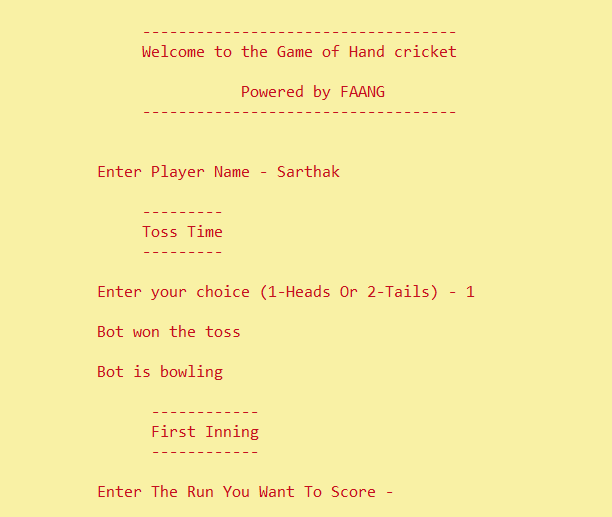 -----------------------------------
Welcome to the Game of Hand cricket
Powered by FAANG
-----------------------------------
Enter Player Name - Sarthak
---------
Toss Time
---------
Enter your choice (1-Heads Or 2-Tails) - 1
Bot won the toss
Bot is bowling
------------
First Inning
------------
Enter The Run You Want To Score -